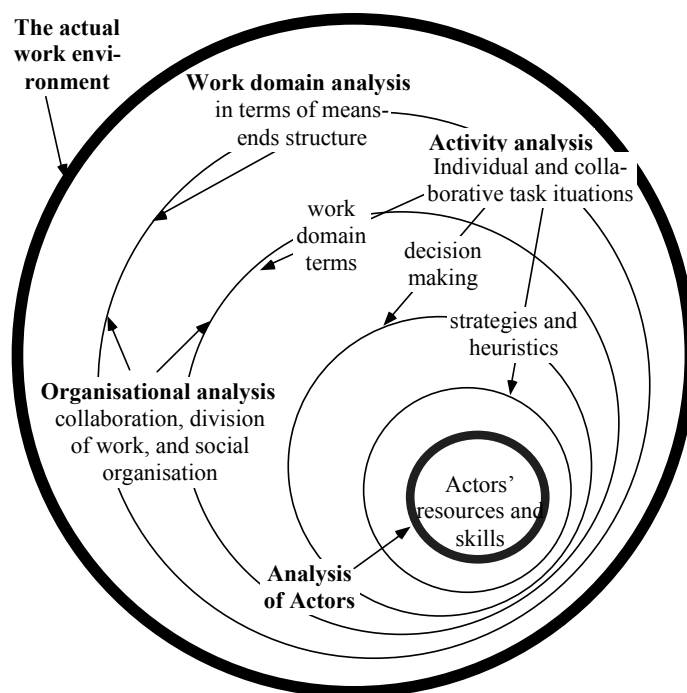 The actual
work envi-
ronment
Work domain analysis
in terms of means-
ends structure
Activity analysis
Individual and colla-
borative task ituations
work
domain
terms
decision
making
strategies and
heuristics
Organisational analysis
collaboration, division
of work, and social
organisation
Actors’
resources and
skills
Analysis
of Actors